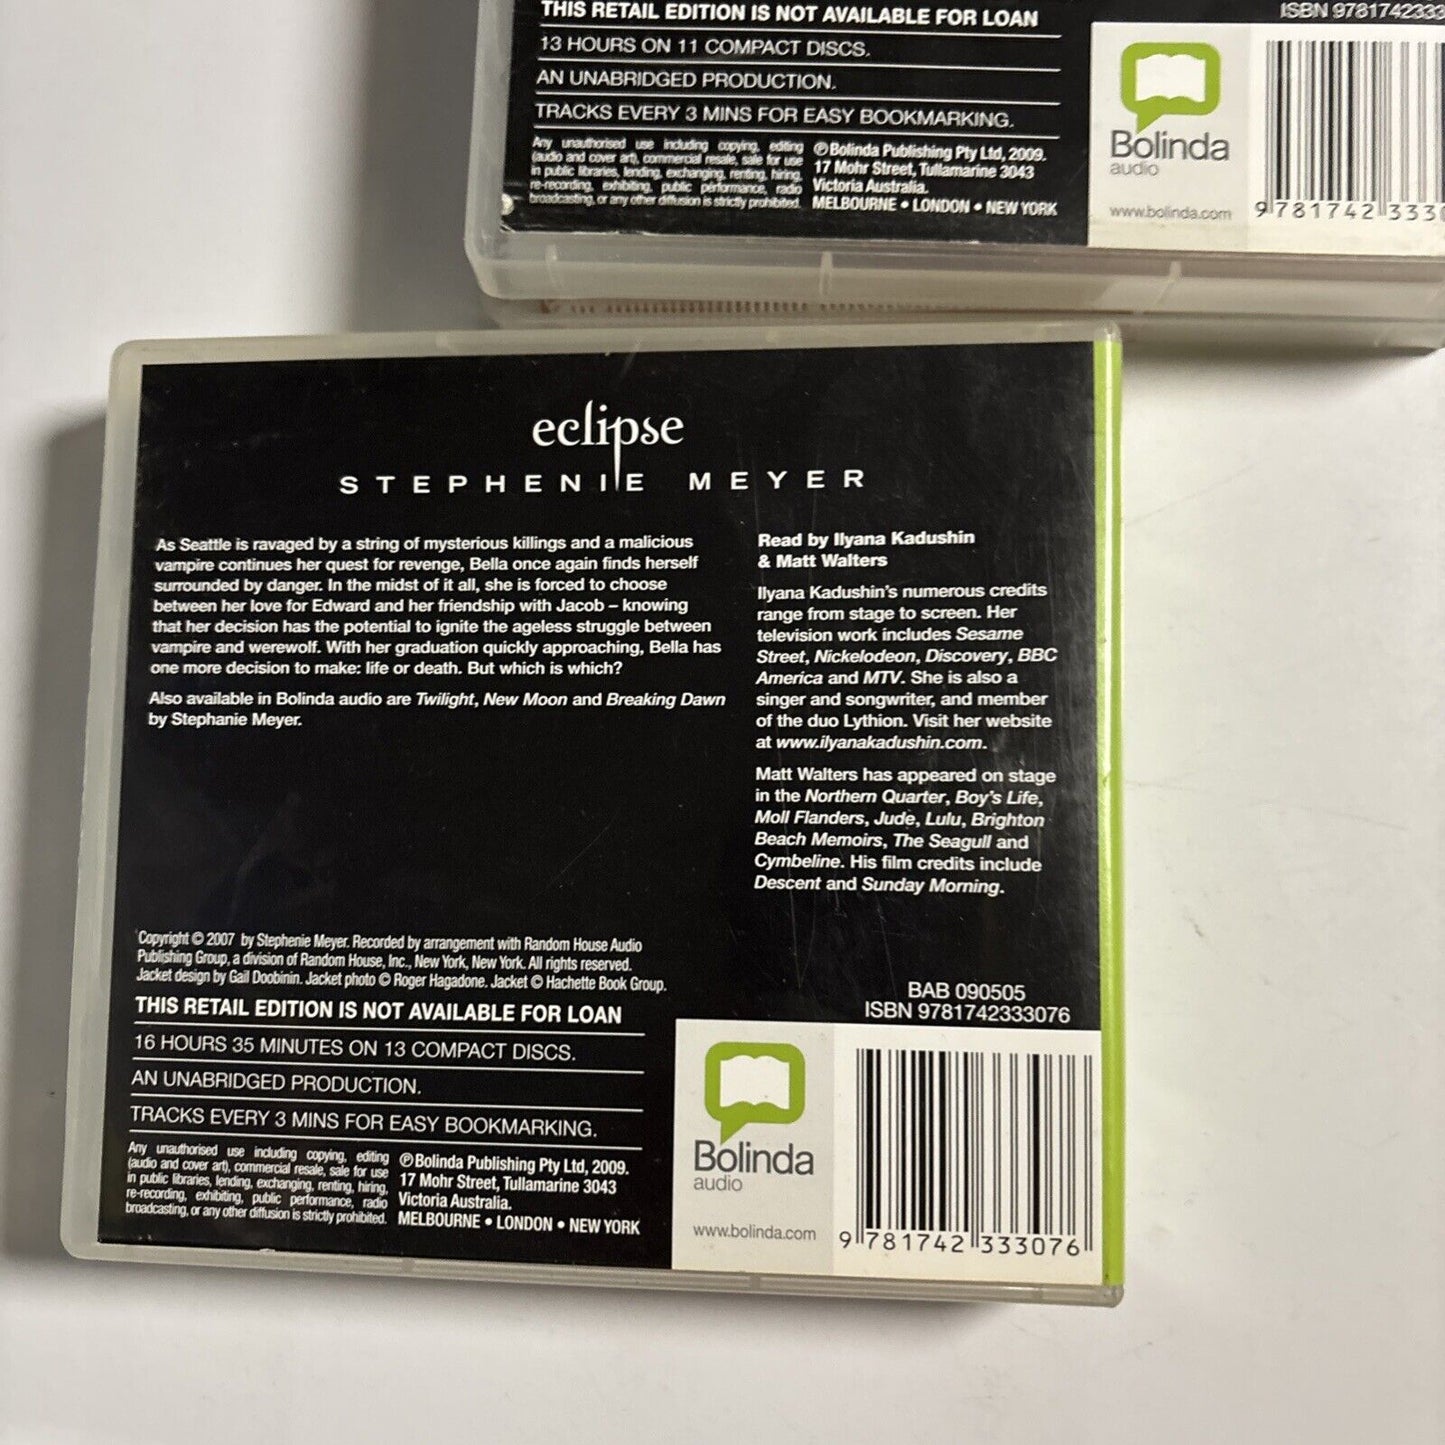 THIS RETAIL EDITION IS NOT AVAILABLE FOR LOAN
13 HOURS ON 11 COMPACT DISCS.
AN UNABRIDGED PRODUCTION.
TRACKS EVERY 3 MINS FOR EASY BOOKMARKING.
Any unauthorised use including copying, editing
(audio and cover art), commercial resale, sale for use
in public libraries, lending, exchanging, renting, hiring,
re-recording, exhibiting, public performance, radio
broadcasting, or any other diffusion is strictly prohibited.
℗Bolinda Publishing Pty Ltd, 2009.
17 Mohr Street, Tullamarine 3043
Victoria Australia.
MELBOURNE • LONDON • NEW YORK
ISBN 9781742333
Bolinda
audio
www.bolinda.com
9 781742 333
eclipse
STEPHENIE MEYER
As Seattle is ravaged by a string of mysterious killings and a malicious
vampire continues her quest for revenge, Bella once again finds herself
surrounded by danger. In the midst of it all, she is forced to choose
between her love for Edward and her friendship with Jacob – knowing
that her decision has the potential to ignite the ageless struggle between
vampire and werewolf. With her graduation quickly approaching, Bella has
one more decision to make: life or death. But which is which?
Also available in Bolinda audio are Twilight, New Moon and Breaking Dawn
by Stephanie Meyer.
Read by Ilyana Kadushin
& Matt Walters
Ilyana Kadushin's numerous credits
range from stage to screen. Her
television work includes Sesame
Street, Nickelodeon, Discovery, BBC
America and MTV. She is also a
singer and songwriter, and member
of the duo Lythion. Visit her website
at www.ilyanakadushin.com.
Matt Walters has appeared on stage
in the Northern Quarter, Boy's Life,
Moll Flanders, Jude, Lulu, Brighton
Beach Memoirs, The Seagull and
Cymbeline. His film credits include
Descent and Sunday Morning.
Copyright © 2007 by Stephenie Meyer. Recorded by arrangement with Random House Audio
Publishing Group, a division of Random House, Inc., New York, New York. All rights reserved.
Jacket design by Gail Doobinin. Jacket photo © Roger Hagadone. Jacket © Hachette Book Group.
THIS RETAIL EDITION IS NOT AVAILABLE FOR LOAN
16 HOURS 35 MINUTES ON 13 COMPACT DISCS.
AN UNABRIDGED PRODUCTION.
TRACKS EVERY 3 MINS FOR EASY BOOKMARKING.
Any unauthorised use including copying, editing
(audio and cover art), commercial resale, sale for use
in public libraries, lending, exchanging, renting, hiring,
re-recording, exhibiting, public performance, radio
broadcasting, or any other diffusion is strictly prohibited.
℗Bolinda Publishing Pty Ltd, 2009.
17 Mohr Street, Tullamarine 3043
Victoria Australia.
MELBOURNE • LONDON • NEW YORK
BAB 090505
ISBN 9781742333076
Bolinda
audio
www.bolinda.com
9 781742 333076